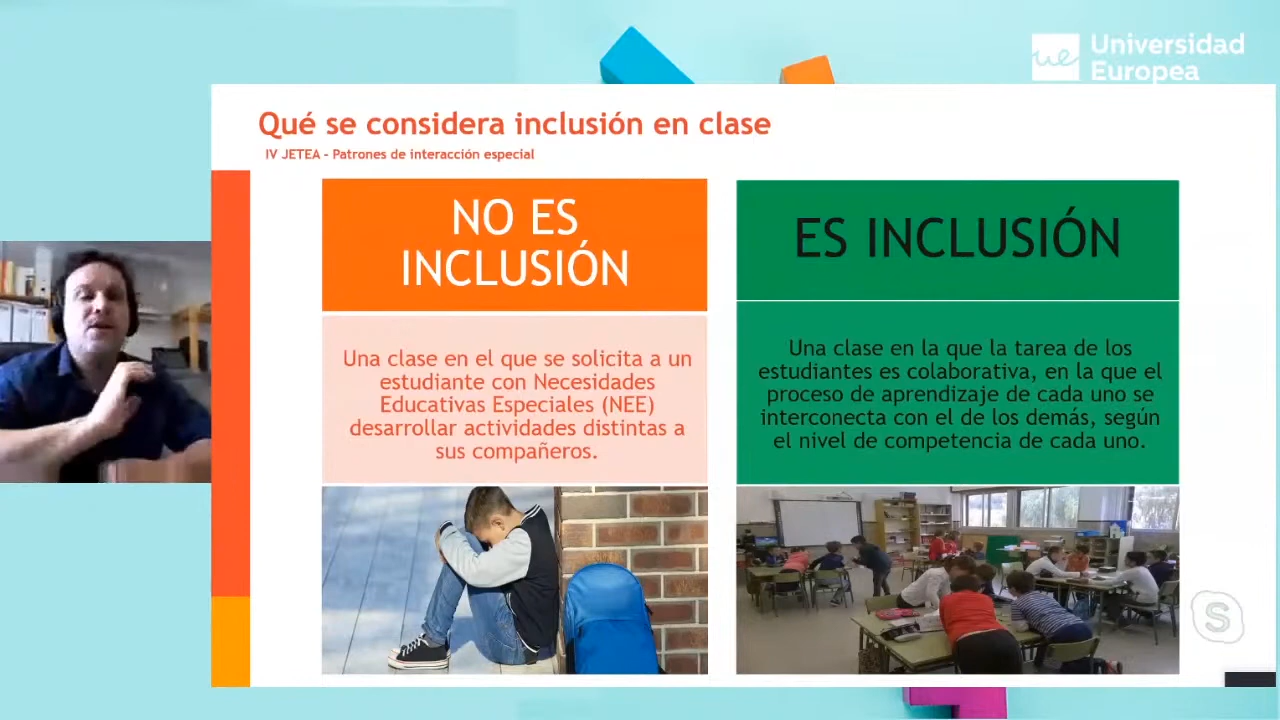 Universidad
Europea
Qué se considera inclusión en clase
IV JETEA - Patrones de interacción especial
NO ES
INCLUSIÓN
Una clase en el que se solicita a un
estudiante con Necesidades
Educativas Especiales (NEE)
desarrollar actividades distintas a
sus compañeros.
ES INCLUSIÓN
Una clase en la que la tarea de los
estudiantes es colaborativa, en la que el
proceso de aprendizaje de cada uno se
interconecta con el de los demás, según
el nivel de competencia de cada uno.
ue
S